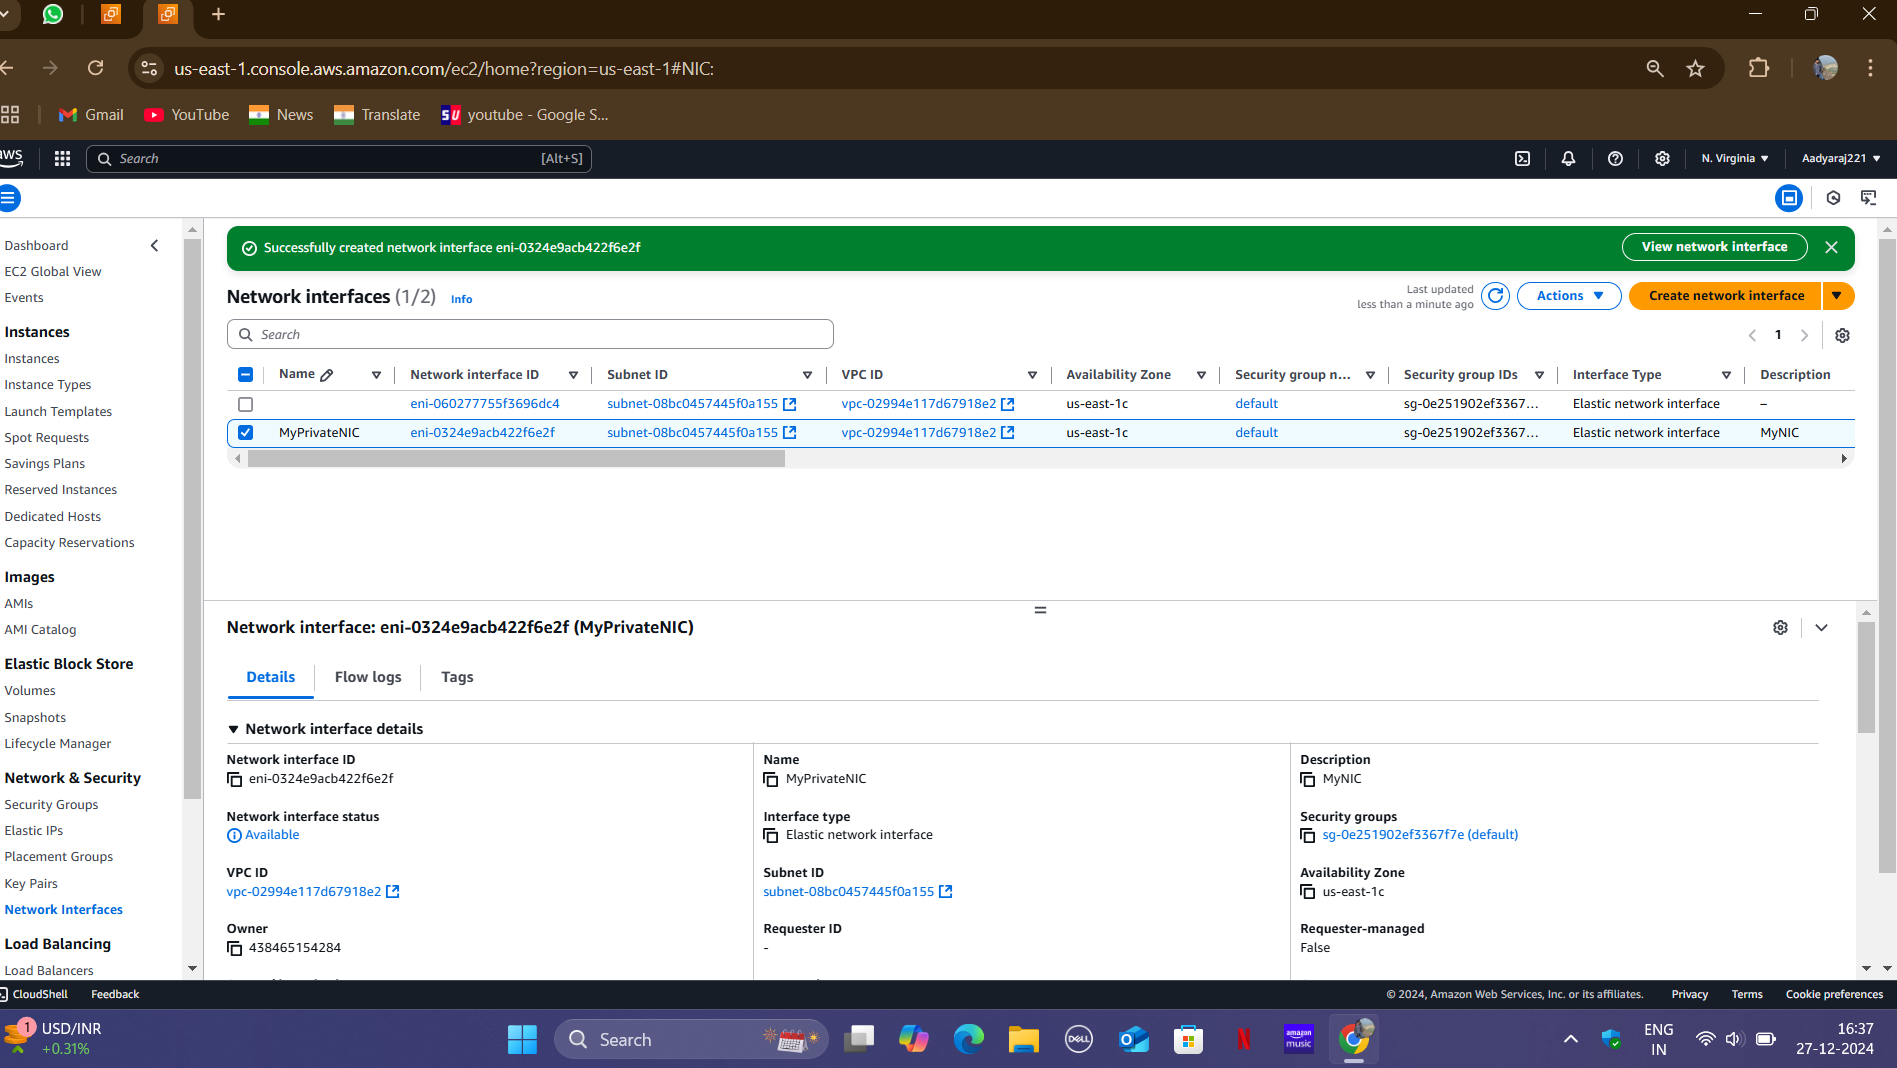 us-east-1.console.aws.amazon.com/ec2/home?region=us-east-1#NIC:
Gmail YouTube News Translate SU youtube - Google S...
aws Search [Alt+S] N. Virginia Aadyaraj221
Dashboard
EC2 Global View
Events
Instances
Instances
Instance Types
Launch Templates
Spot Requests
Savings Plans
Reserved Instances
Dedicated Hosts
Capacity Reservations
Images
AMIs
AMI Catalog
Elastic Block Store
Volumes
Snapshots
Lifecycle Manager
Network & Security
Security Groups
Elastic IPs
Placement Groups
Key Pairs
Network Interfaces
Load Balancing
Load Balancers
Successfully created network interface eni-0324e9acb422f6e2f View network interface
Network interfaces (1/2) Info
Last updated
less than a minute ago
Actions Create network interface
Search 1
Name Network interface ID Subnet ID VPC ID Availability Zone Security group n... Security group IDs Interface Type Description
eni-060277755f3696dc4 subnet-08bc0457445f0a155 vpc-02994e117d67918e2 us-east-1c default sg-0e251902ef3367... Elastic network interface –
MyPrivateNIC eni-0324e9acb422f6e2f subnet-08bc0457445f0a155 vpc-02994e117d67918e2 us-east-1c default sg-0e251902ef3367... Elastic network interface MyNIC
Network interface: eni-0324e9acb422f6e2f (MyPrivateNIC)
Details Flow logs Tags
Network interface details
Network interface ID Name Description
eni-0324e9acb422f6e2f MyPrivateNIC MyNIC
Network interface status Interface type Security groups
Available Elastic network interface sg-0e251902ef3367f7e (default)
VPC ID Subnet ID Availability Zone
vpc-02994e117d67918e2 subnet-08bc0457445f0a155 us-east-1c
Owner Requester ID Requester-managed
438465154284 - False
CloudShell Feedback © 2024, Amazon Web Services, Inc. or its affiliates. Privacy Terms Cookie preferences
1 USD/INR
+0.31%
Search
DELL
amazon music
ENG
IN
16:37
27-12-2024